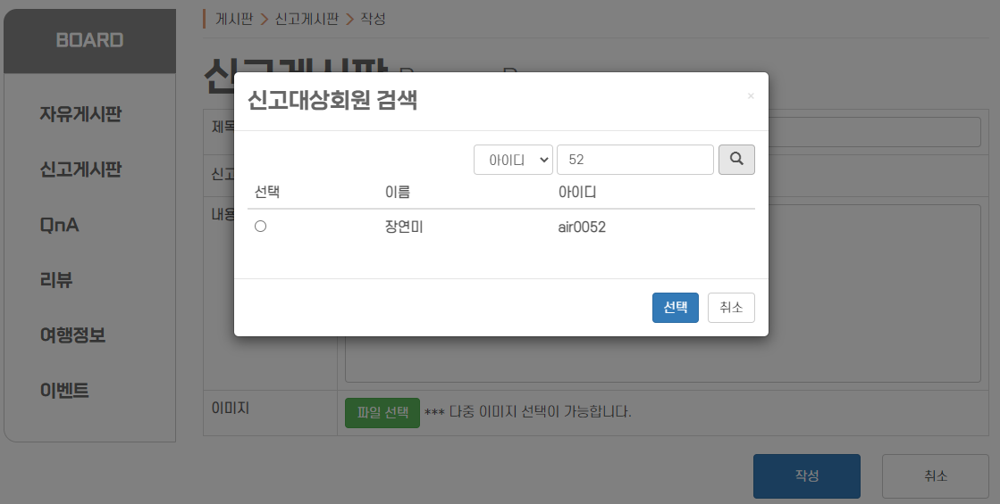 BOARD
자유게시판
신고게시판
QnA
리뷰
여행정보
이벤트
게시판 > 신고게시판 > 작성
신고게시판
신고대상회원 검색 ×
아이디 52
선택 이름 아이디
장연미 air0052
선택 취소
제목
신고
내용
이미지 파일 선택 *** 다중 이미지 선택이 가능합니다.
작성 취소